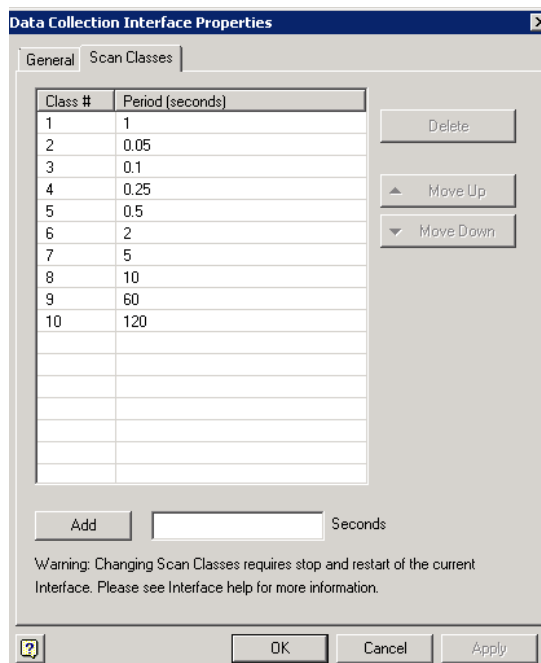 Data Collection Interface Properties
General Scan Classes
Class # Period (seconds)
1 1
2 0.05
3 0.1
4 0.25
5 0.5
6 2
7 5
8 10
9 60
10 120
Delete
Move Up
Move Down
Add Seconds
Warning: Changing Scan Classes requires stop and restart of the current
Interface. Please see Interface help for more information.
? OK Cancel Apply